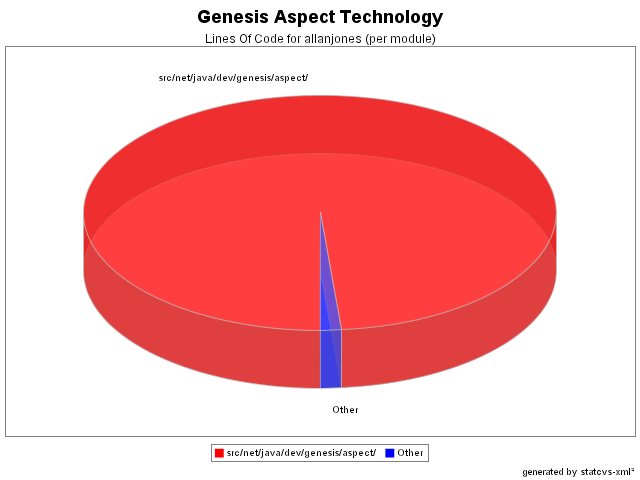 Genesis Aspect Technology
Lines Of Code for allanjones (per module)
src/net/java/dev/genesis/aspect/
Other
src/net/java/dev/genesis/aspect/ Other
generated by statcvs-xml²